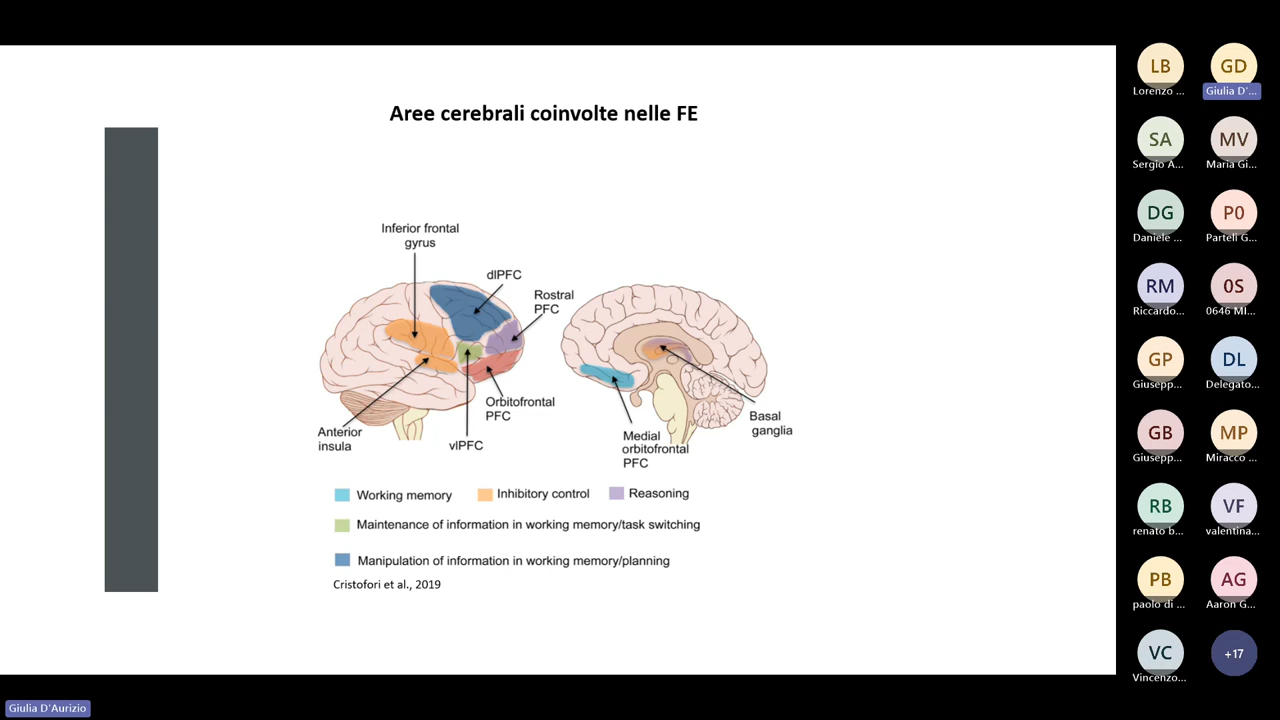 Aree cerebrali coinvolte nelle FE
Inferior frontal
gyrus
dlPFC
Rostral
PFC
Orbitofrontal
PFC
Anterior
insula
vlPFC
Medial
orbitofrontal
PFC
Basal
ganglia
Working memory
Inhibitory control
Reasoning
Maintenance of information in working memory/task switching
Manipulation of information in working memory/planning
Cristofori et al., 2019
LB
Lorenzo ...
GD
Giulia D'...
SA
Sergio A...
MV
Maria Gi...
DG
Daniele ...
P0
Parteli G...
RM
Riccardo...
0S
0646 MI...
GP
Giusepp...
DL
Delegato...
GB
Giusepp...
MP
Miracco ...
RB
renato b...
VF
valentina...
PB
paolo di ...
AG
Aaron G...
VC
Vincenzo...
+17
Giulia D'Aurizio